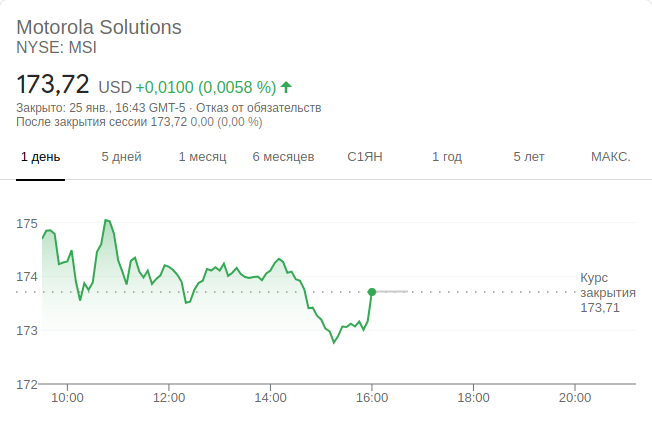 Motorola Solutions
NYSE: MSI
173,72 USD +0,0100 (0,0058 %)
Закрыто: 25 янв., 16:43 GMT-5 · Отказ от обязательств
После закрытия сессии 173,72 0,00 (0,00 %)
1 день 5 дней 1 месяц 6 месяцев С1ЯН 1 год 5 лет МАКС.
175
174
173
172
Курс
закрытия
173,71
10:00 12:00 14:00 16:00 18:00 20:00